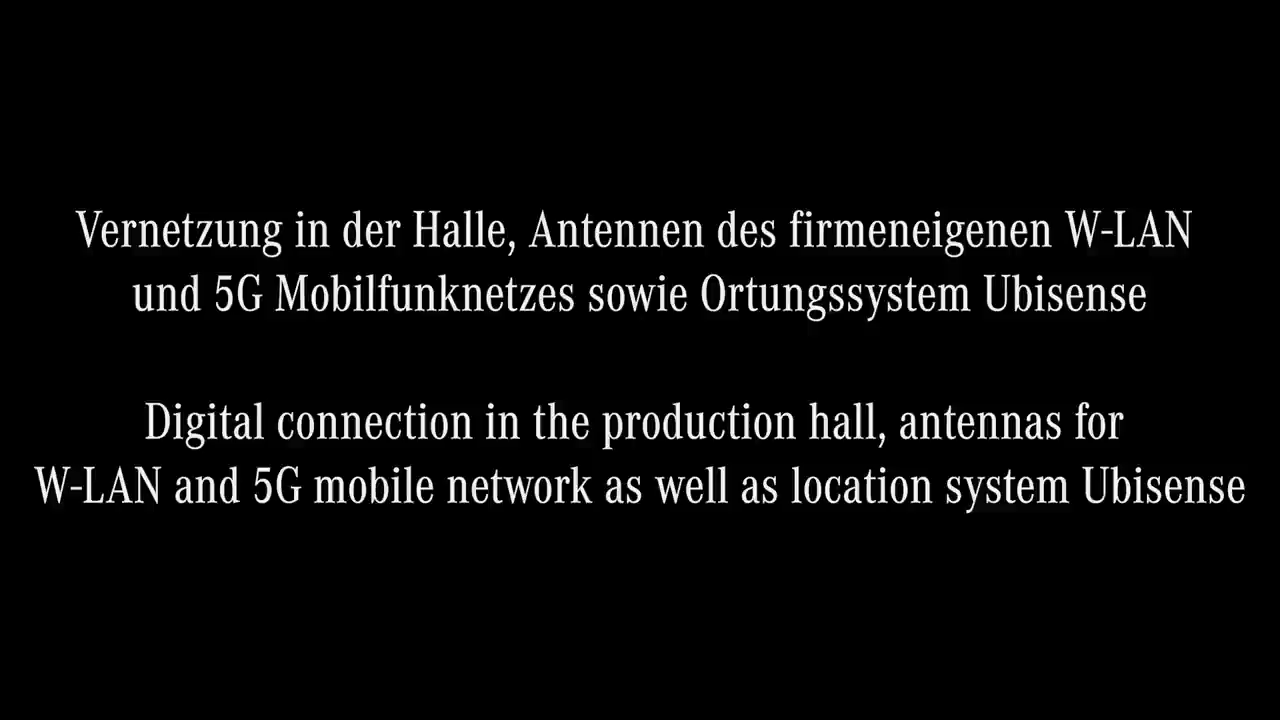 Vernetzung in der Halle, Antennen des firmeneigenen W-LAN
und 5G Mobilfunknetzes sowie Ortungssystem Ubisense
Digital connection in the production hall, antennas for
W-LAN and 5G mobile network as well as location system Ubisense